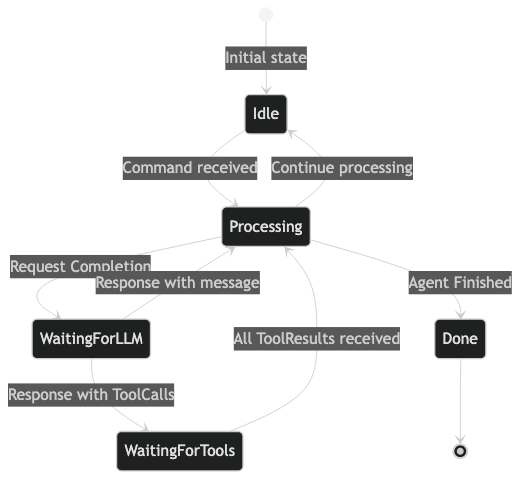 Initial state
Idle
Command received
Continue processing
Processing
Request Completion
Response with message
Agent Finished
WaitingForLLM
All ToolResults received
Done
Response with ToolCalls
WaitingForTools